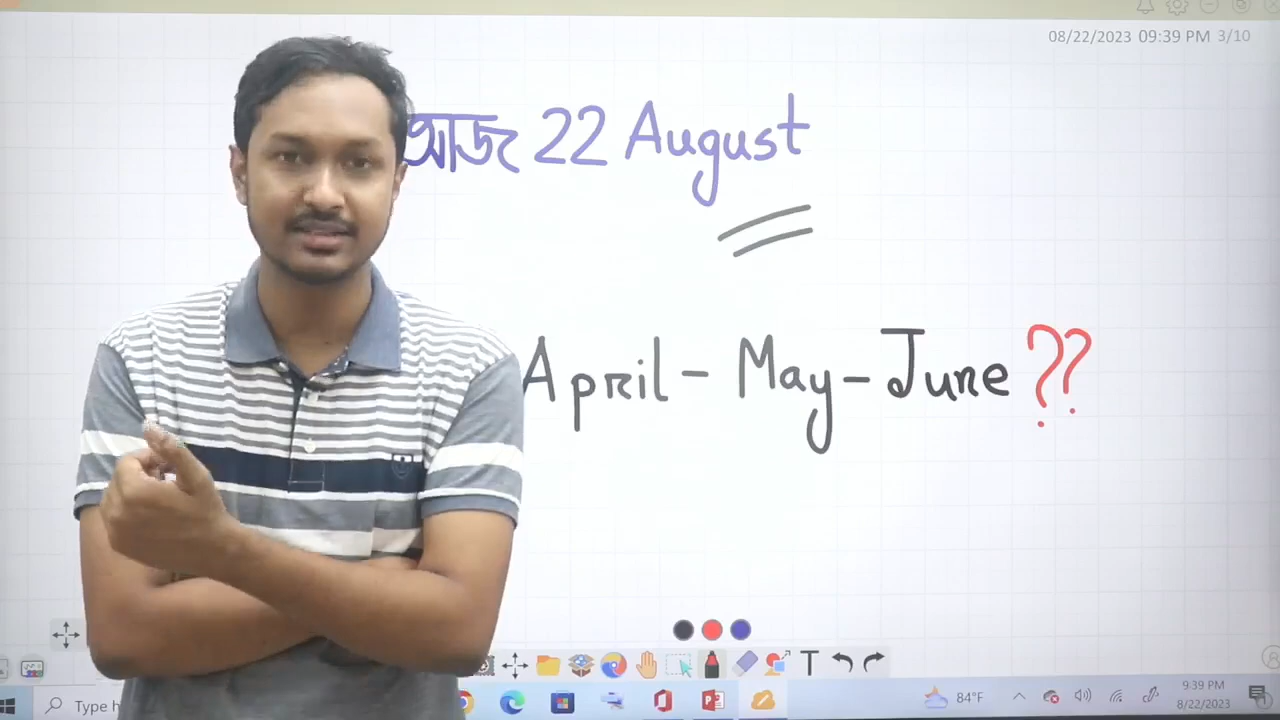 08/22/2023 09:39 PM 3/10
আজ 22 August
April - May - June ??
T
Type h
84°F
9:39 PM
8/22/2023